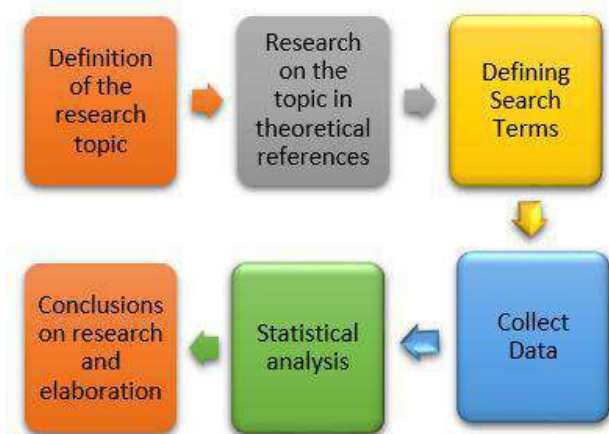 Definition
of the
research
topic
Research
on the
topic in
theoretical
references
Defining
Search
Terms
Collect
Data
Statistical
analysis
Conclusions
on research
and
elaboration